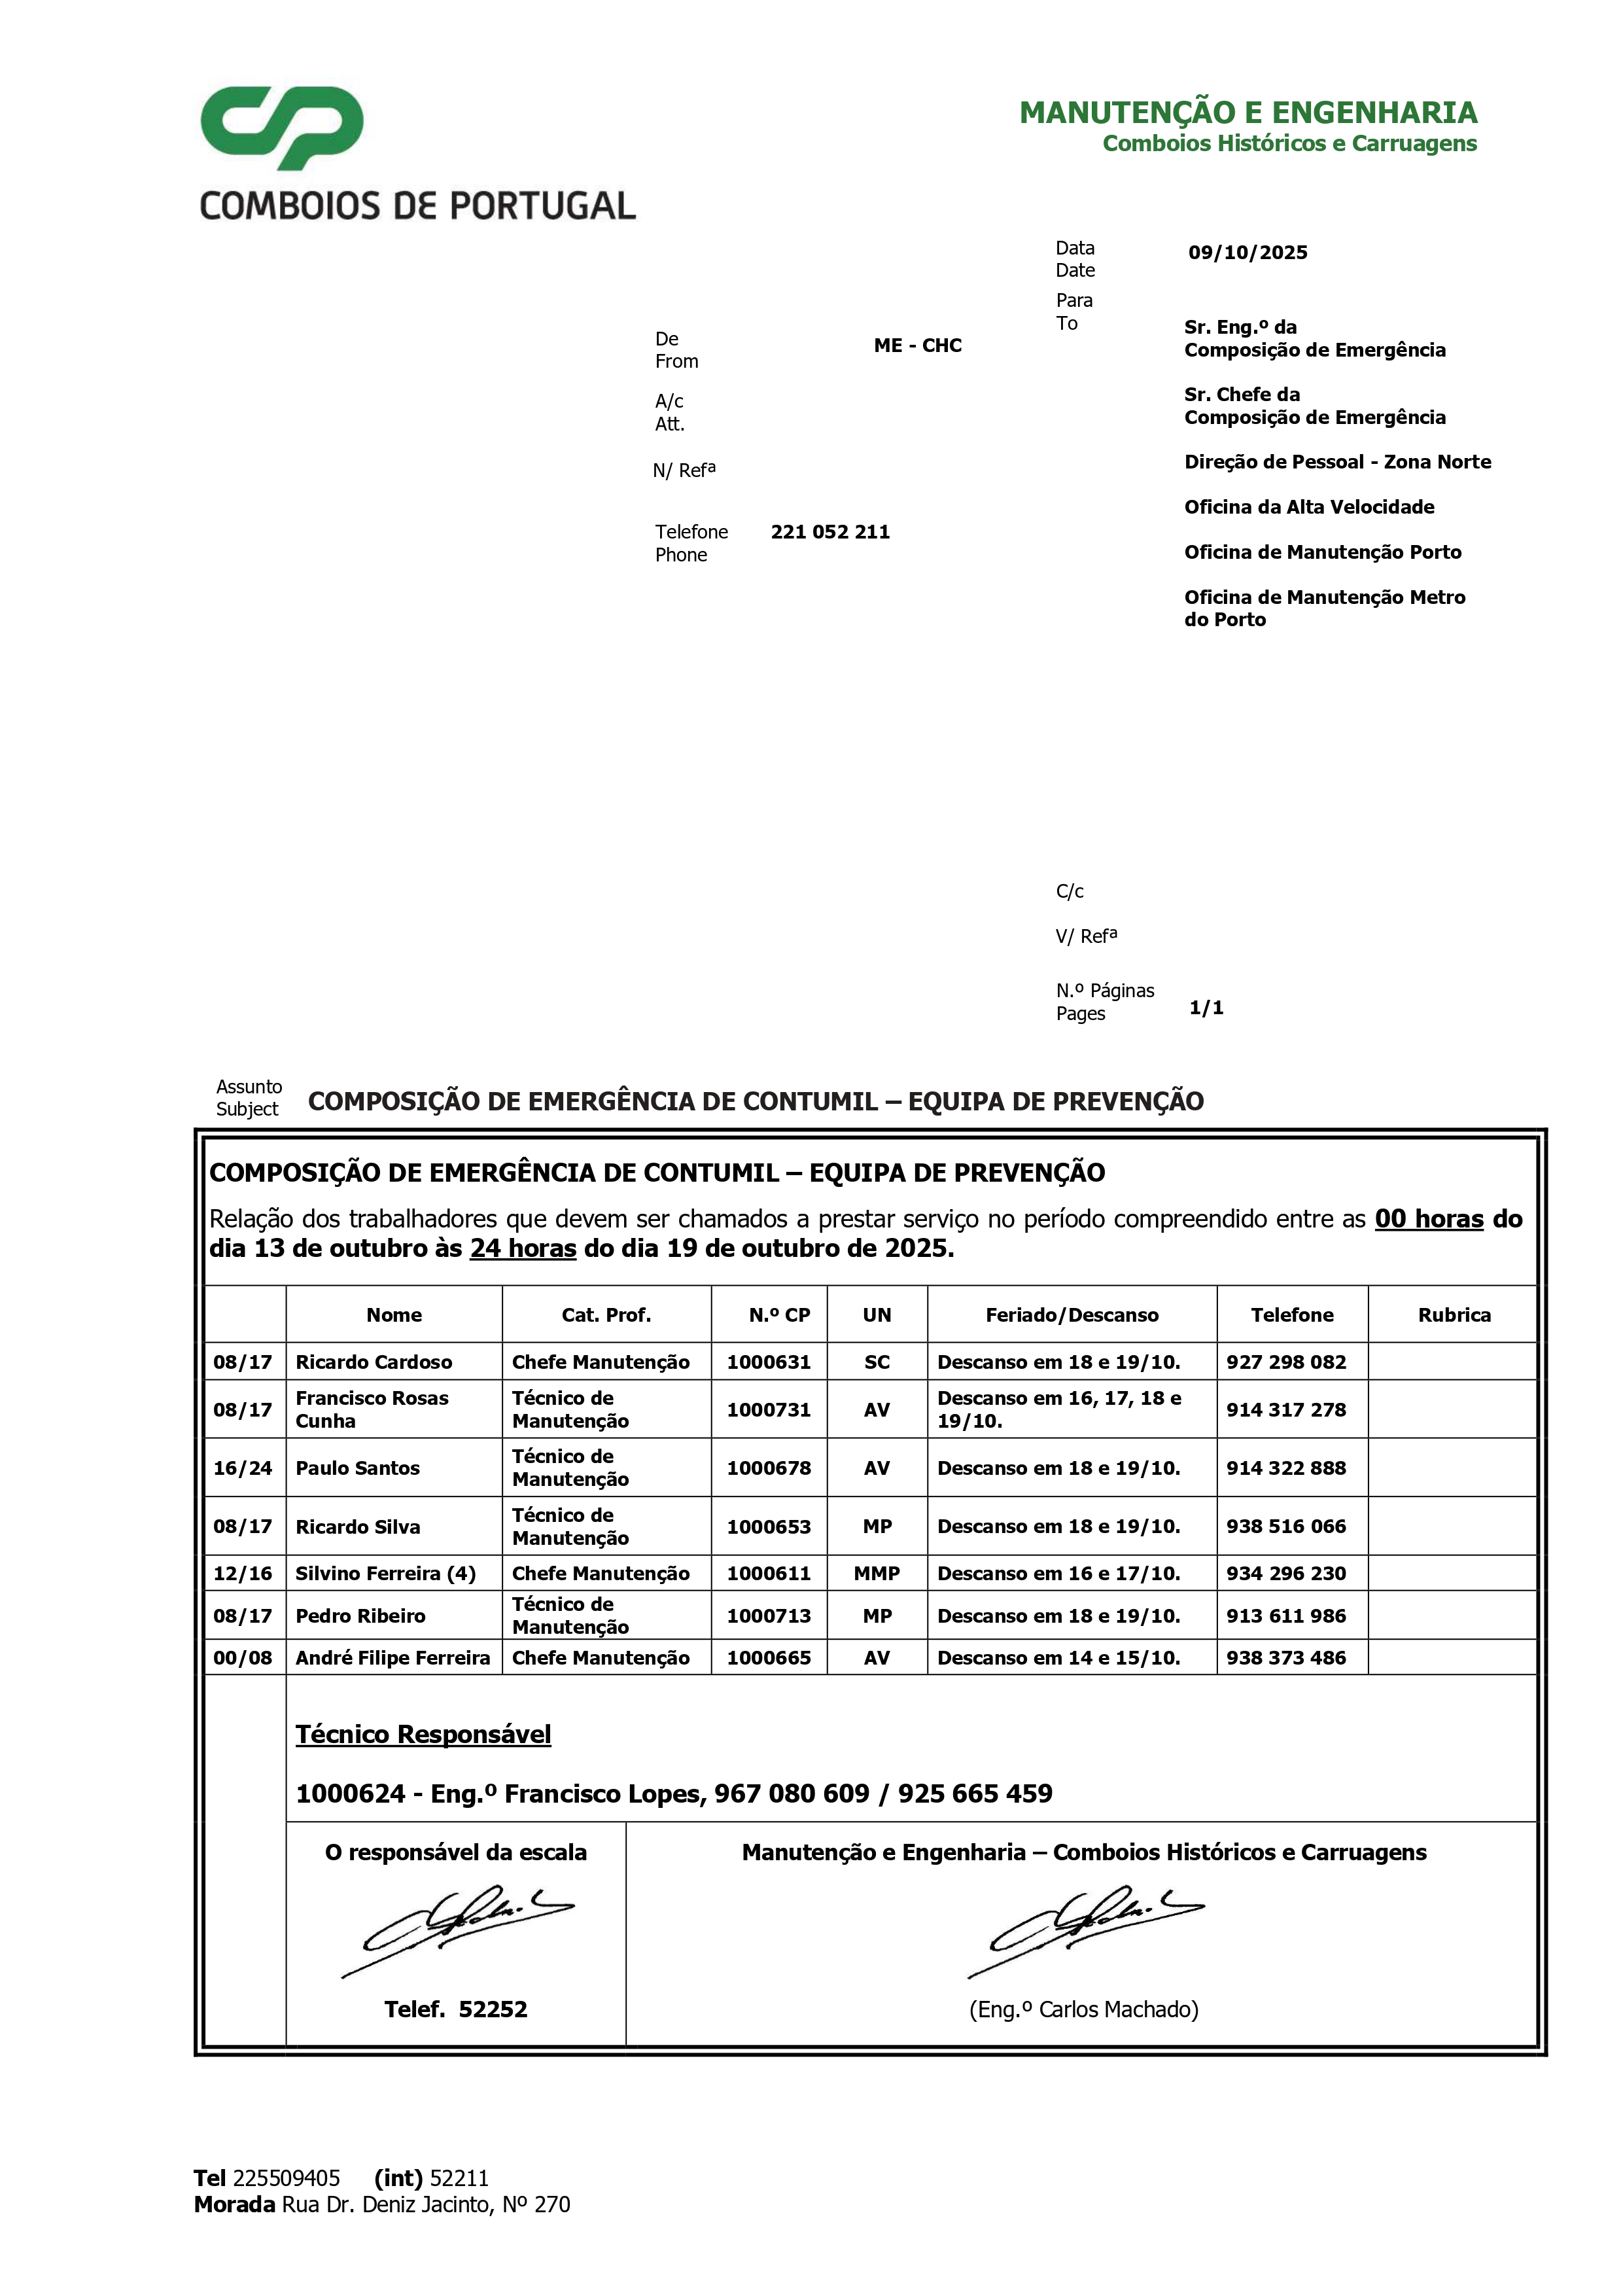 CP
COMBOIOS DE PORTUGAL
MANUTENÇÃO E ENGENHARIA
Comboios Históricos e Carruagens
Data
Date
09/10/2025
Para
To
Sr. Eng.º da
Composição de Emergência
Sr. Chefe da
Composição de Emergência
Direção de Pessoal - Zona Norte
Oficina da Alta Velocidade
Oficina de Manutenção Porto
Oficina de Manutenção Metro
do Porto
De
From
ME - CHC
A/c
Att.
N/ Refª
Telefone
Phone
221 052 211
C/c
V/ Refª
N.º Páginas
Pages
1/1
Assunto
Subject
COMPOSIÇÃO DE EMERGÊNCIA DE CONTUMIL – EQUIPA DE PREVENÇÃO
COMPOSIÇÃO DE EMERGÊNCIA DE CONTUMIL – EQUIPA DE PREVENÇÃO
Relação dos trabalhadores que devem ser chamados a prestar serviço no período compreendido entre as 00 horas do
dia 13 de outubro às 24 horas do dia 19 de outubro de 2025.
Nome Cat. Prof. N.º CP UN Feriado/Descanso Telefone Rubrica
08/17 Ricardo Cardoso Chefe Manutenção 1000631 SC Descanso em 18 e 19/10. 927 298 082
08/17 Francisco Rosas Cunha Técnico de Manutenção 1000731 AV Descanso em 16, 17, 18 e 19/10. 914 317 278
16/24 Paulo Santos Técnico de Manutenção 1000678 AV Descanso em 18 e 19/10. 914 322 888
08/17 Ricardo Silva Técnico de Manutenção 1000653 MP Descanso em 18 e 19/10. 938 516 066
12/16 Silvino Ferreira (4) Chefe Manutenção 1000611 MMP Descanso em 16 e 17/10. 934 296 230
08/17 Pedro Ribeiro Técnico de Manutenção 1000713 MP Descanso em 18 e 19/10. 913 611 986
00/08 André Filipe Ferreira Chefe Manutenção 1000665 AV Descanso em 14 e 15/10. 938 373 486
Técnico Responsável
1000624 - Eng.º Francisco Lopes, 967 080 609 / 925 665 459
O responsável da escala
Telef. 52252
Manutenção e Engenharia – Comboios Históricos e Carruagens
(Eng.º Carlos Machado)
Tel 225509405 (int) 52211
Morada Rua Dr. Deniz Jacinto, Nº 270